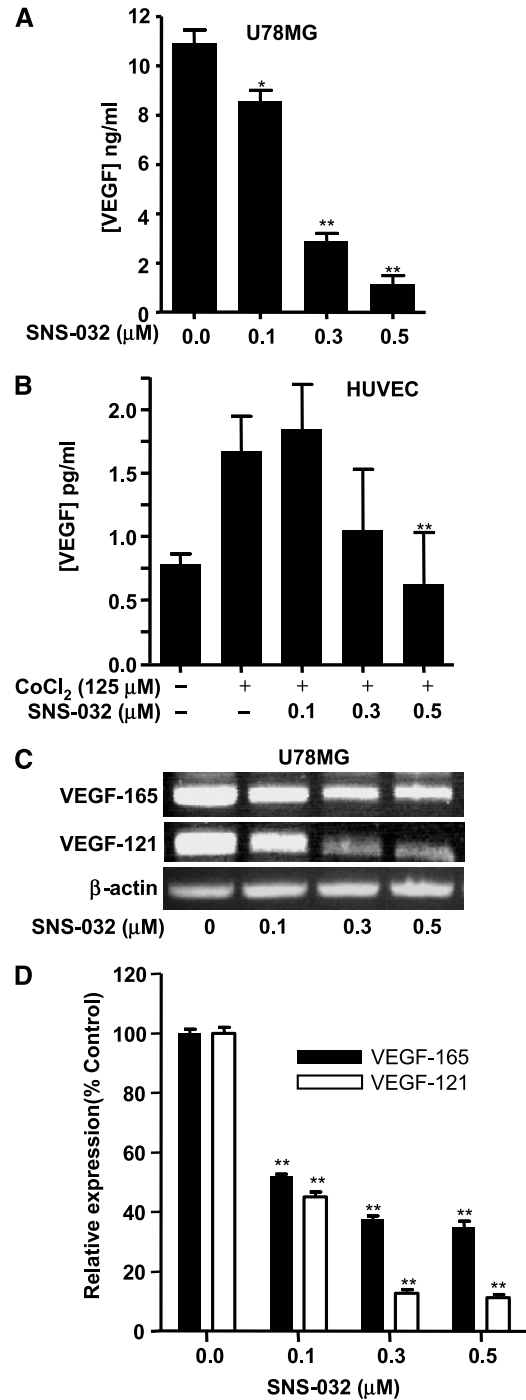 A
U78MG
[VEGF] ng/ml
12
10
8
6
4
2
0
*
**
**
SNS-032 (μM)
0.0 0.1 0.3 0.5
B
HUVEC
[VEGF] pg/ml
2.0
1.5
1.0
0.5
0.0
**
CoCl2 (125 μM) – + + + +
SNS-032 (μM) – – 0.1 0.3 0.5
C
U78MG
VEGF-165
VEGF-121
β-actin
SNS-032 (μM) 0 0.1 0.3 0.5
D
Relative expression(% Control)
120
100
80
60
40
20
0
VEGF-165
VEGF-121
** **
** **
** **
0.0 0.1 0.3 0.5
SNS-032 (μM)